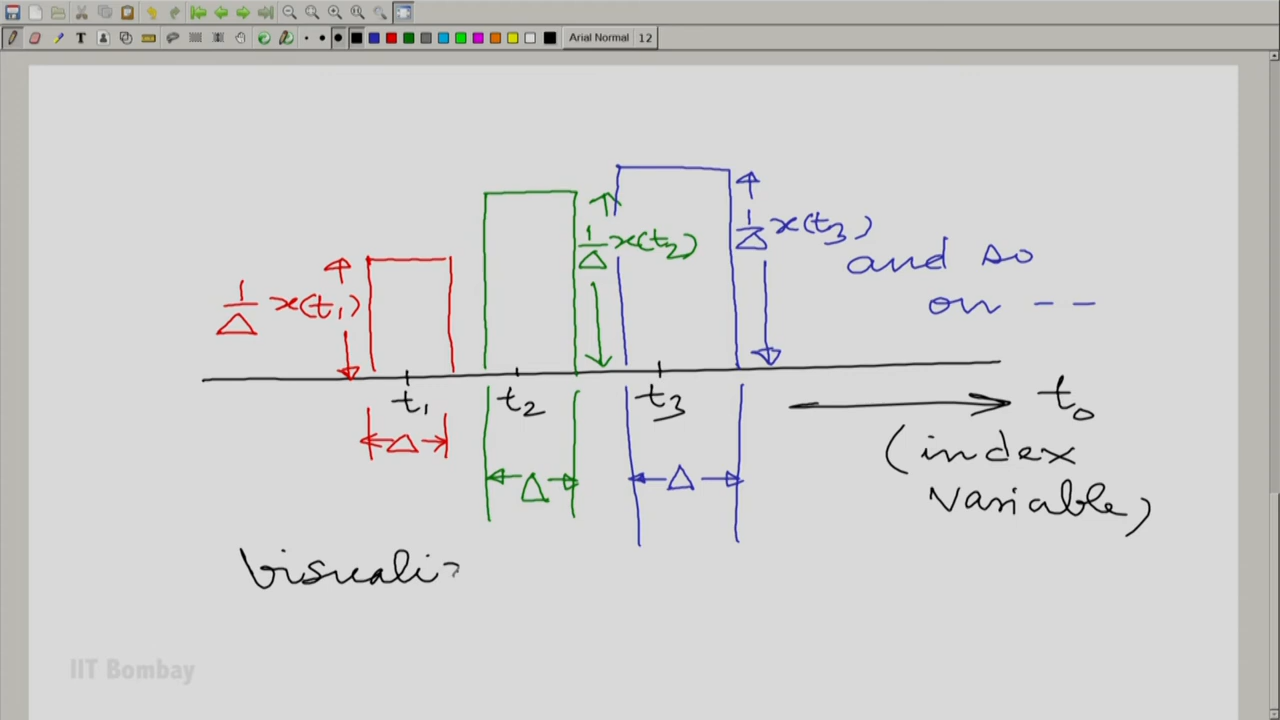 Arial Normal 12
1/Δ x(t₁)
1/Δ x(t₂)
1/Δ x(t₃)
and so
on - -
t₁ t₂ t₃
t₀
(index
variable)
Δ Δ Δ
visuali
IIT Bombay